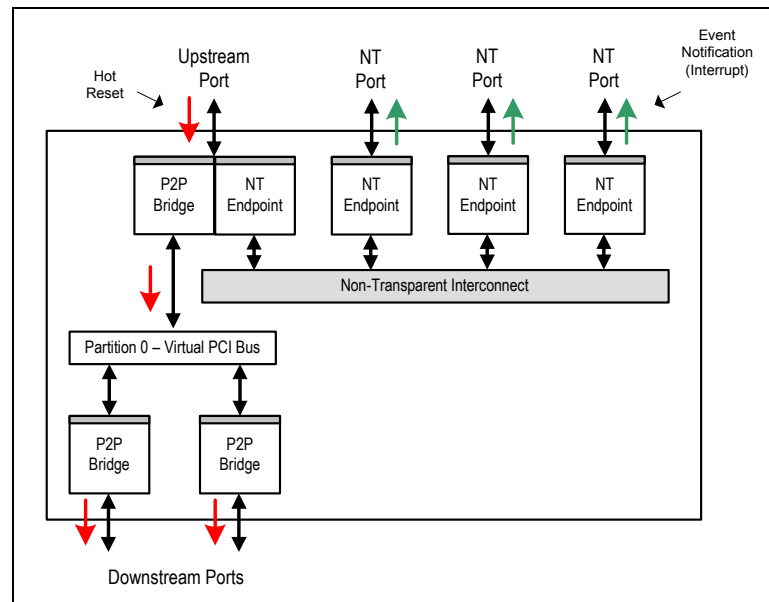 Upstream
Port
NT
Port
NT
Port
NT
Port
Event
Notification
(Interrupt)
Hot
Reset
P2P
Bridge
NT
Endpoint
NT
Endpoint
NT
Endpoint
NT
Endpoint
Non-Transparent Interconnect
Partition 0 – Virtual PCI Bus
P2P
Bridge
P2P
Bridge
Downstream Ports